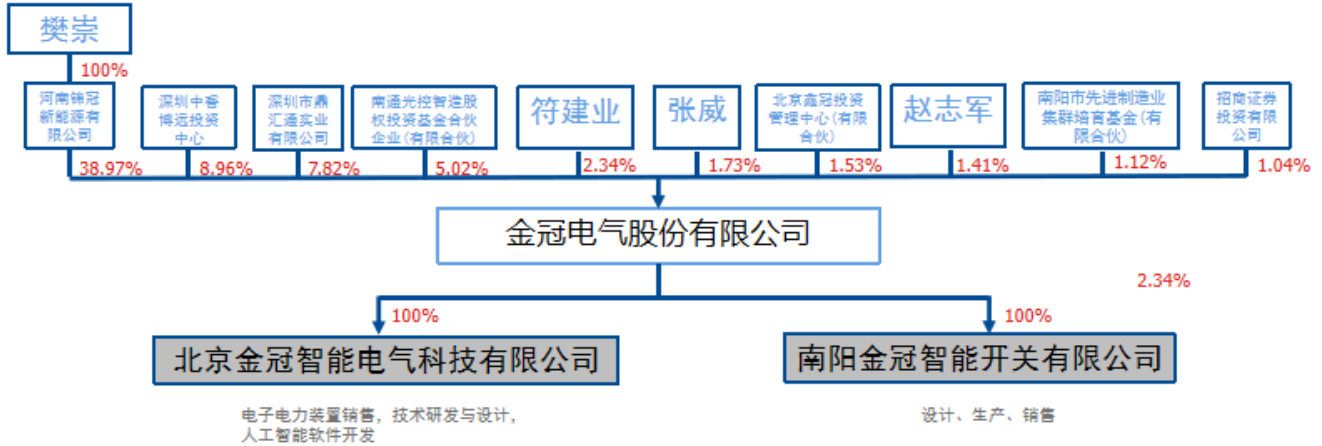 樊崇
100%
河南锦冠
新能源有
限公司
深圳中睿
博远投资
中心
深圳市鼎
汇通实业
有限公司
南通光控智造股
权投资基金合伙
企业(有限合伙)
符建业
张威
北京鑫冠投资
管理中心(有限
合伙)
赵志军
南阳市先进制造业
集群培育基金(有
限合伙)
招商证券
投资有限
公司
38.97%
8.96%
7.82%
5.02%
2.34%
1.73%
1.53%
1.41%
1.12%
1.04%
金冠电气股份有限公司
2.34%
100%
100%
北京金冠智能电气科技有限公司
南阳金冠智能开关有限公司
电子电力装置销售，技术研发与设计，
人工智能软件开发
设计、生产、销售